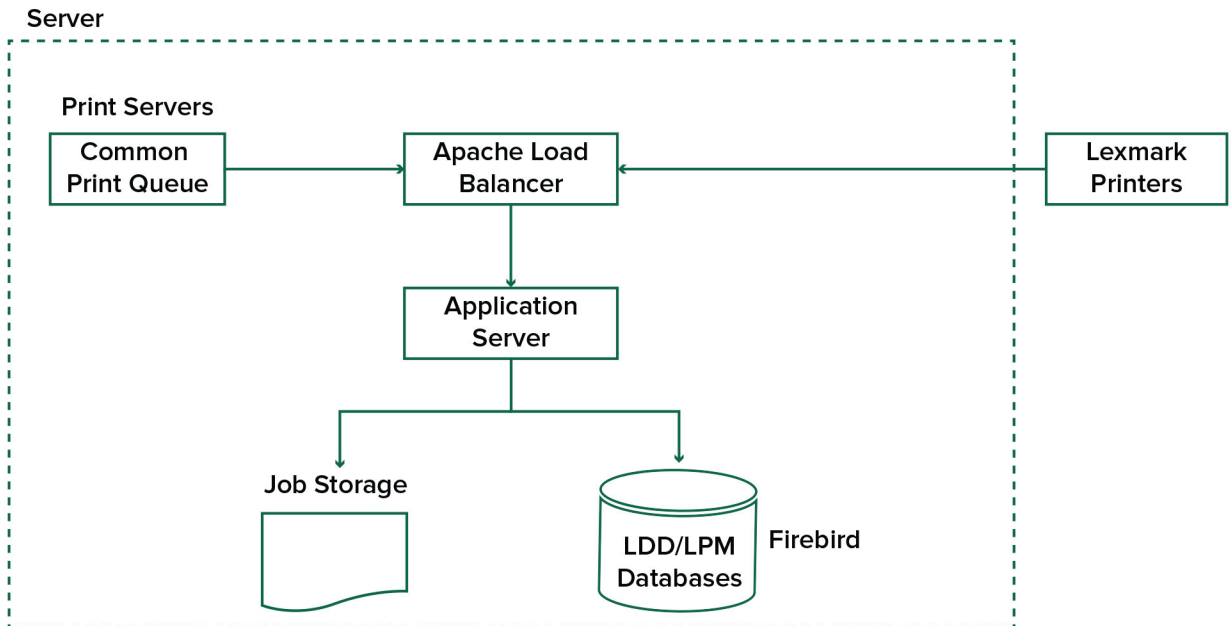 Server
Print Servers
Common
Print Queue
Apache Load
Balancer
Lexmark
Printers
Application
Server
Job Storage
LDD/LPM
Databases
Firebird